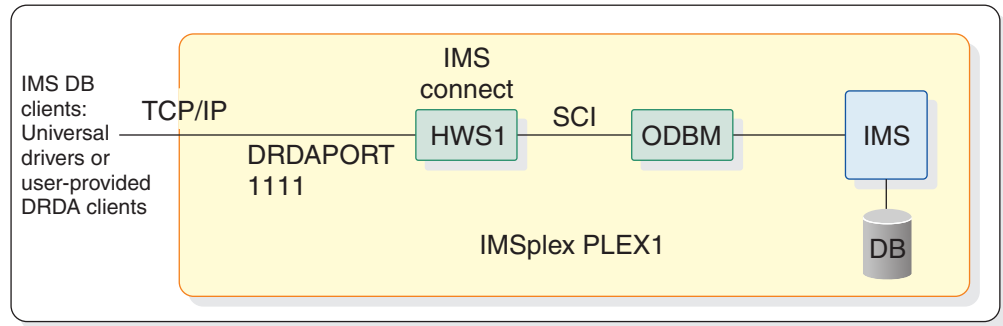 IMS DB
clients:
Universal
drivers or
user-provided
DRDA clients
TCP/IP
DRDAPORT
1111
IMS
connect
HWS1
SCI
ODBM
IMS
DB
IMSplex PLEX1